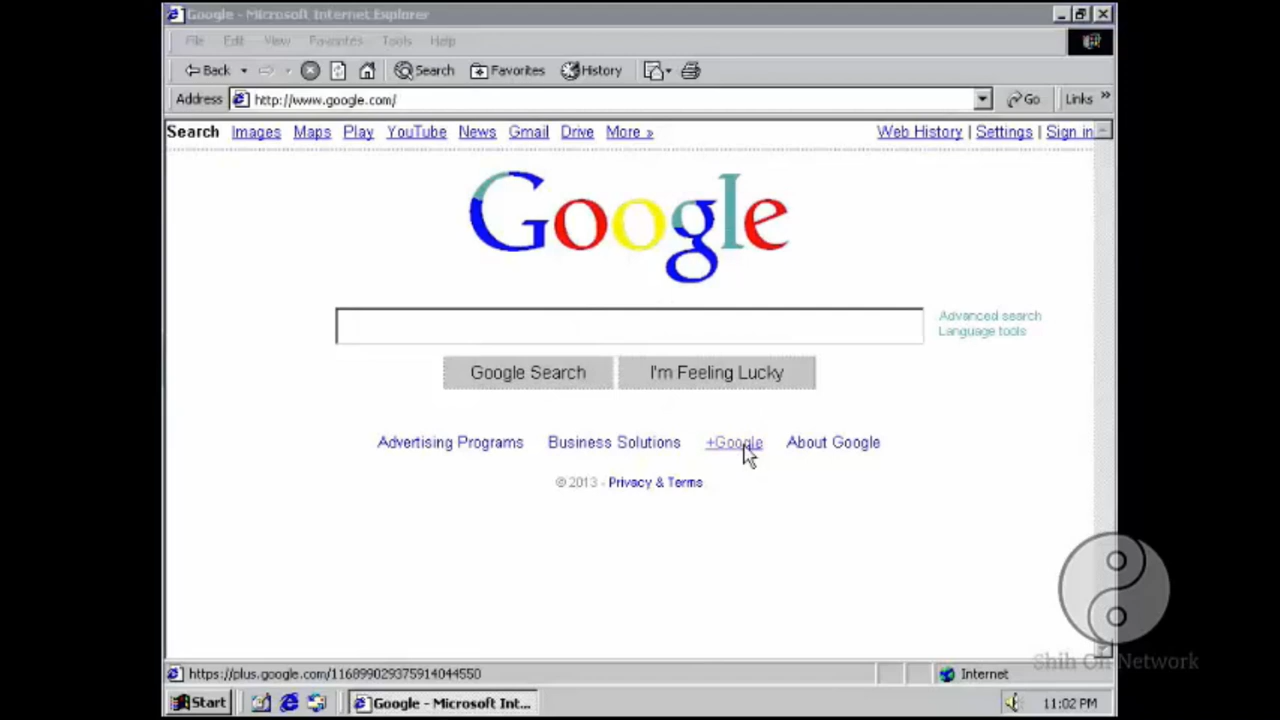 Google - Microsoft Internet Explorer
File Edit View Favorites Tools Help
Back Search Favorites History
Address http://www.google.com/ Go Links »
Search Images Maps Play YouTube News Gmail Drive More » Web History | Settings | Sign in
Google
Advanced search
Language tools
Google Search I'm Feeling Lucky
Advertising Programs Business Solutions +Google About Google
© 2013 - Privacy & Terms
https://plus.google.com/116899029375914044550 Internet
Shih On Network
Start Google - Microsoft Int... 11:02 PM